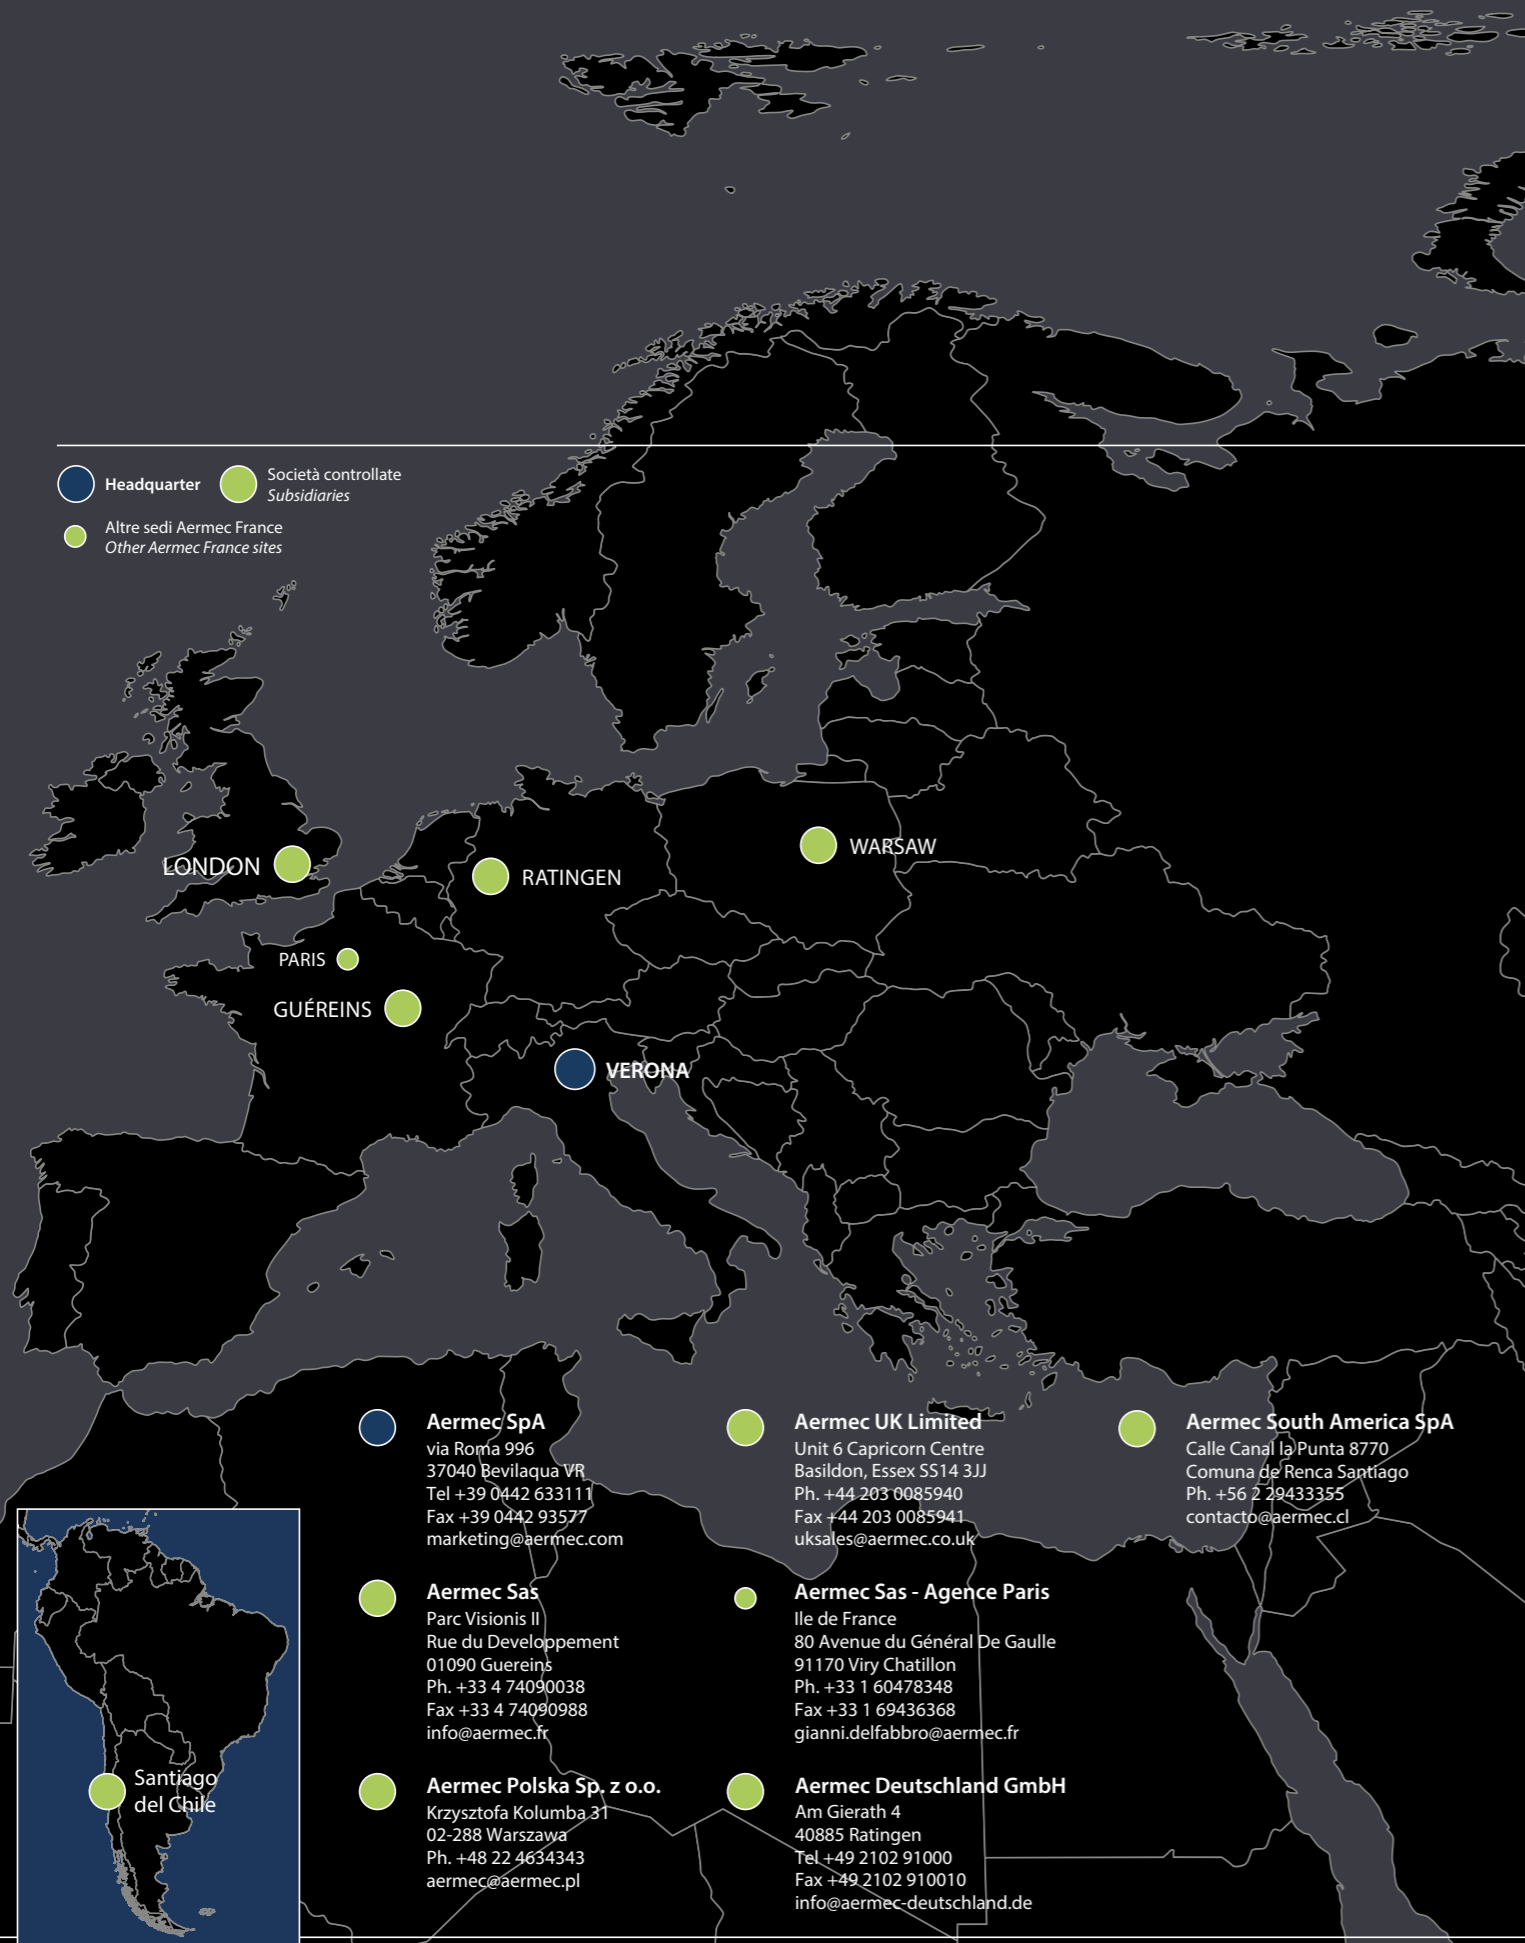 Headquarter
Società controllate
Subsidiaries
Altre sedi Aermec France
Other Aermec France sites
LONDON
WARSAW
RATINGEN
PARIS
GUÉREINS
VERONA
Aermec SpA
via Roma 996
37040 Bevilaqua VR
Tel +39 0442 633111
Fax +39 0442 93577
marketing@aermec.com
Aermec UK Limited
Unit 6 Capricorn Centre
Basildon, Essex SS14 3JJ
Ph. +44 203 0085940
Fax +44 203 0085941
uksales@aermec.co.uk
Aermec South America SpA
Calle Canal la Punta 8770
Comuna de Renca Santiago
Ph. +56 2 29433355
contacto@aermec.cl
Aermec Sas
Parc Visionis II
Rue du Developpement
01090 Guereins
Ph. +33 4 74090038
Fax +33 4 74090988
info@aermec.fr
Aermec Sas - Agence Paris
Ile de France
80 Avenue du Général De Gaulle
91170 Viry Chatillon
Ph. +33 1 60478348
Fax +33 1 69436368
gianni.delfabbro@aermec.fr
Aermec Polska Sp. z o.o.
Krzysztofa Kolumba 31
02-288 Warszawa
Ph. +48 22 4634343
aermec@aermec.pl
Aermec Deutschland GmbH
Am Gierath 4
40885 Ratingen
Tel +49 2102 91000
Fax +49 2102 910010
info@aermec-deutschland.de
Santiago
del Chile